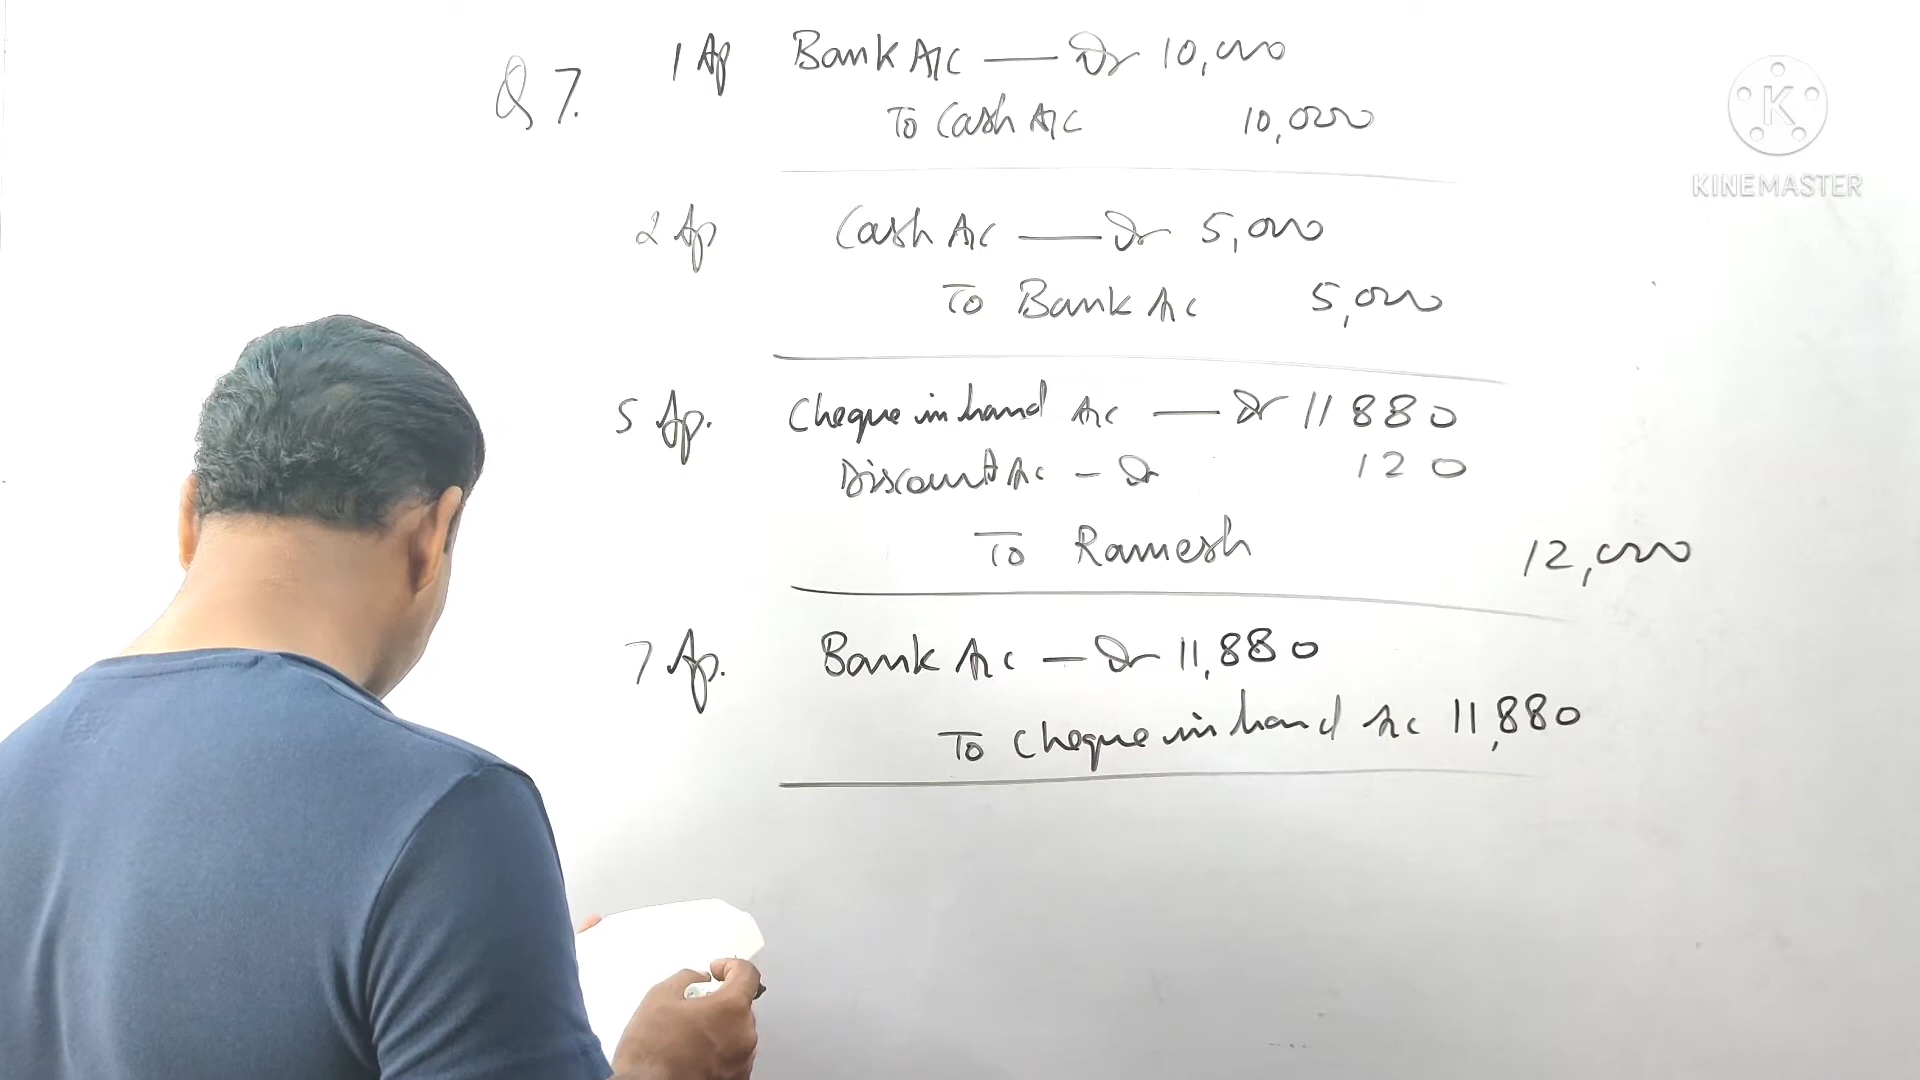 Q 7.
1 Ap Bank A/c — Dr 10,000
To Cash A/c 10,000
2 Ap Cash A/c — Dr 5,000
To Bank A/c 5,000
5 Ap. Cheque in hand A/c — Dr 11880
Discount A/c - Dr 120
To Ramesh 12,000
7 Ap. Bank A/c — Dr 11,880
To Cheque in hand A/c 11,880
K
KINEMASTER